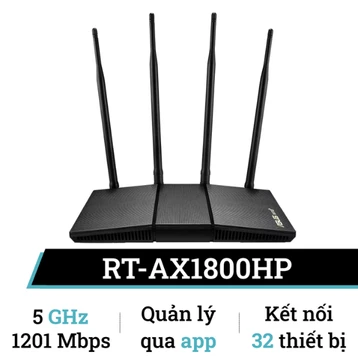 RT-AX1800HP
5 GHz
1201 Mbps
Quản lý
qua app
Kết nối
32 thiết bị